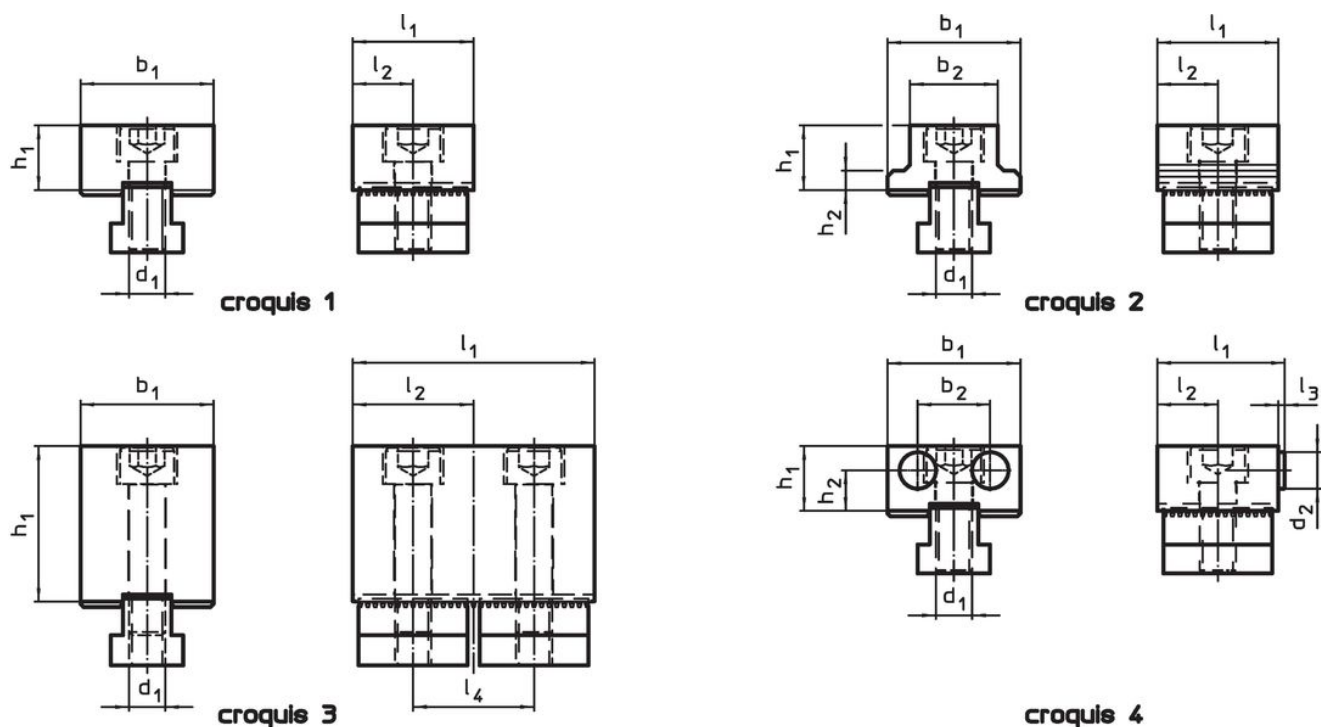 l1
b1
l2
h1
d1
croquis 1
b1
l1
b2
l2
h1
h2
d1
croquis 2
l1
b1
l2
h1
d1
l4
croquis 3
b1
l1
b2
l2
l3
h1
h2
d2
d1
croquis 4